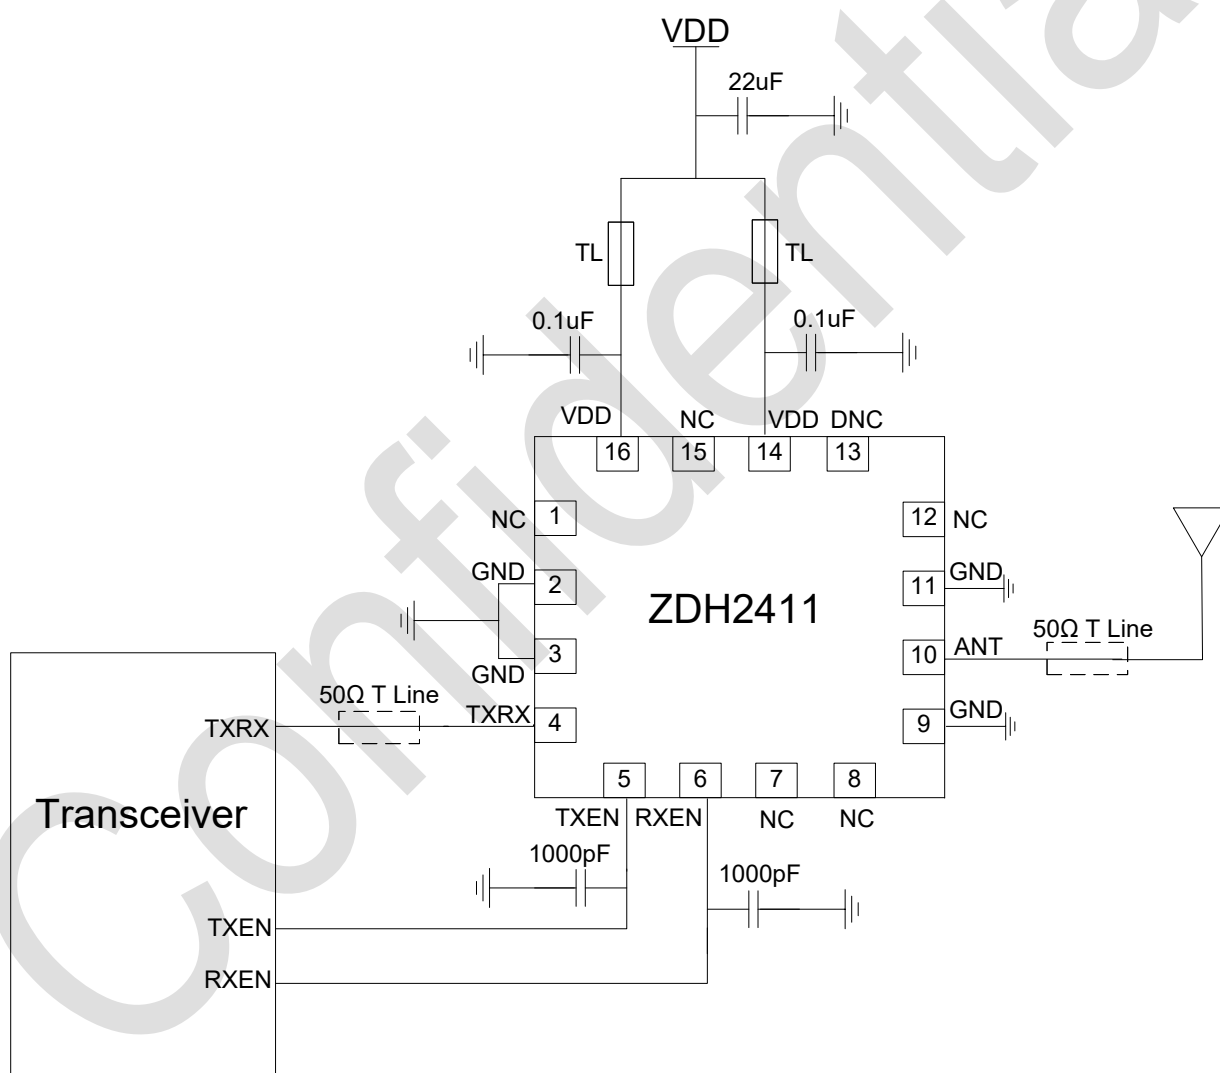 VDD
22uF
TL
TL
0.1uF
0.1uF
VDD
NC
VDD
DNC
16
15
14
13
NC
1
12
NC
GND
2
11
GND
ZDH2411
3
GND
10
ANT
50Ω T Line
50Ω T Line
TXRX
TXRX
4
9
GND
5
6
7
8
TXEN
RXEN
NC
NC
Transceiver
1000pF
1000pF
TXEN
RXEN
Confidential